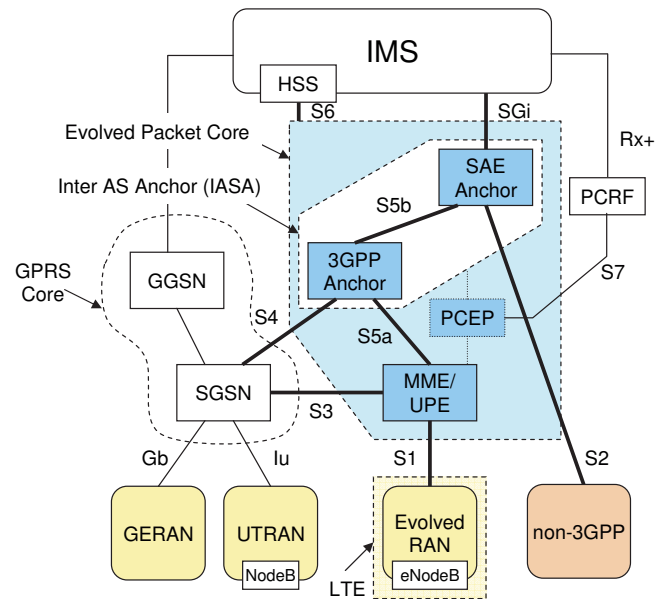 IMS
HSS
S6
SGi
Evolved Packet Core
Rx+
SAE
Anchor
Inter AS Anchor (IASA)
PCRF
S5b
GPRS
Core
GGSN
3GPP
Anchor
S7
S4
PCEP
S5a
SGSN
MME/
UPE
S3
Gb
Iu
S1
S2
GERAN
UTRAN
NodeB
Evolved
RAN
eNodeB
non-3GPP
LTE